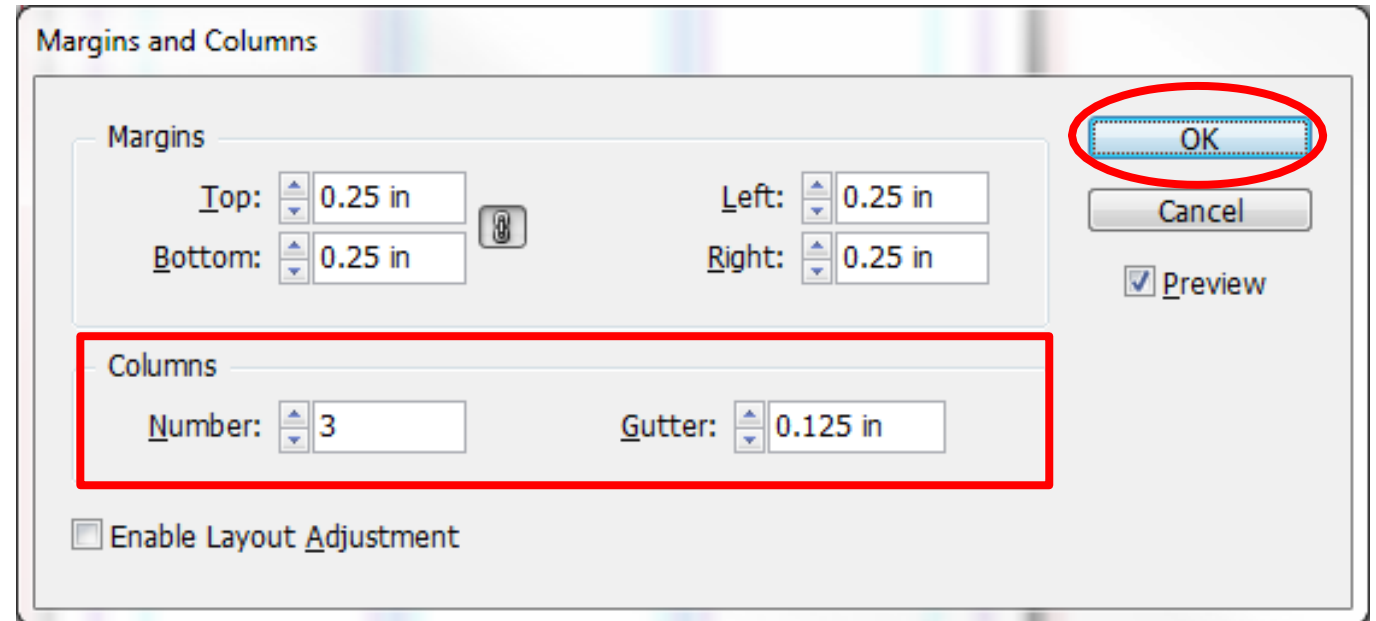 Margins and Columns
Margins
OK
Top: 0.25 in
Left: 0.25 in
Cancel
Bottom: 0.25 in
Right: 0.25 in
Preview
Columns
Number: 3
Gutter: 0.125 in
Enable Layout Adjustment